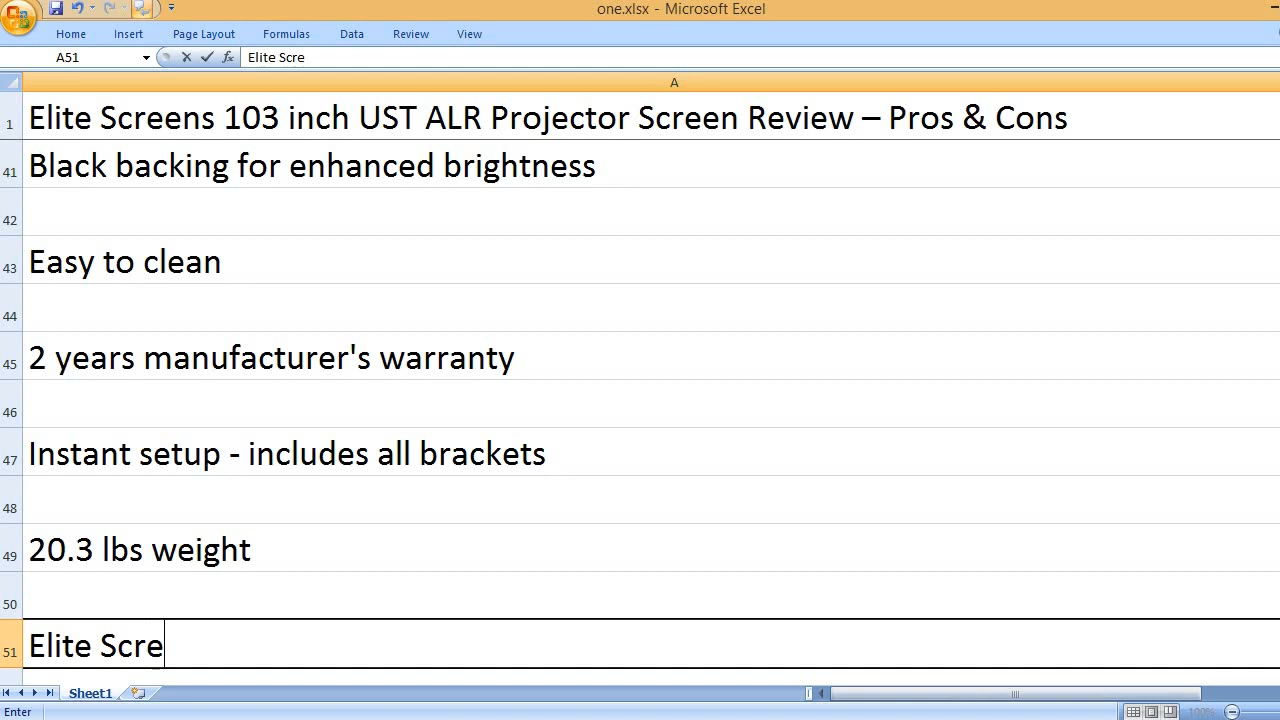 one.xlsx - Microsoft Excel
Home Insert Page Layout Formulas Data Review View
A51 fx Elite Scre
A
1 Elite Screens 103 inch UST ALR Projector Screen Review – Pros & Cons
41 Black backing for enhanced brightness
42
43 Easy to clean
44
45 2 years manufacturer's warranty
46
47 Instant setup - includes all brackets
48
49 20.3 lbs weight
50
51 Elite Scre
Sheet1
Enter 100%